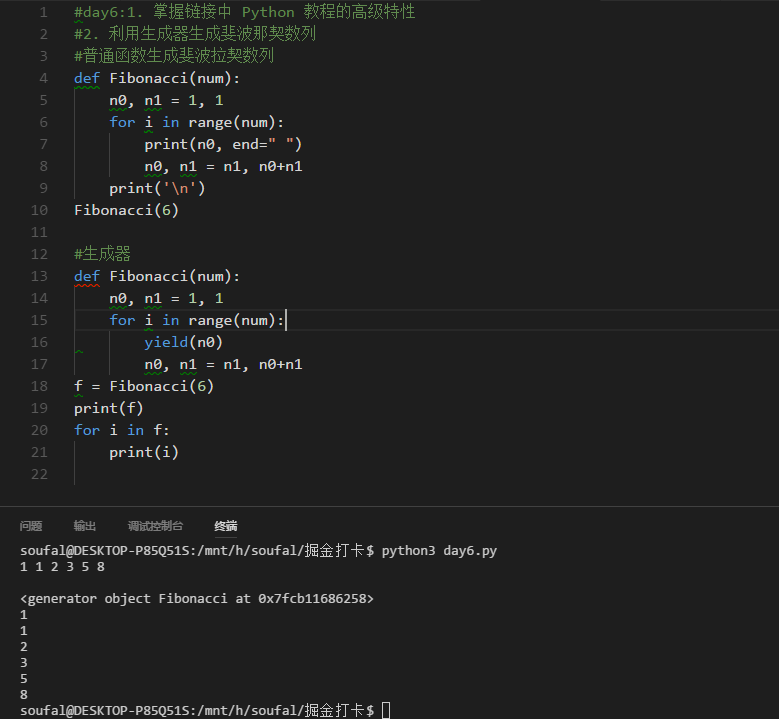 1 #day6:1. 掌握链接中 Python 教程的高级特性
2 #2. 利用生成器生成斐波那契数列
3 #普通函数生成斐波拉契数列
4 def Fibonacci(num):
5     n0, n1 = 1, 1
6     for i in range(num):
7         print(n0, end=" ")
8         n0, n1 = n1, n0+n1
9     print('\n')
10 Fibonacci(6)
11
12 #生成器
13 def Fibonacci(num):
14     n0, n1 = 1, 1
15     for i in range(num):
16         yield(n0)
17         n0, n1 = n1, n0+n1
18 f = Fibonacci(6)
19 print(f)
20 for i in f:
21     print(i)
22
问题 输出 调试控制台 终端
soufal@DESKTOP-P85Q51S:/mnt/h/soufal/掘金打卡$ python3 day6.py
1 1 2 3 5 8
<generator object Fibonacci at 0x7fcb11686258>
1
1
2
3
5
8
soufal@DESKTOP-P85Q51S:/mnt/h/soufal/掘金打卡$